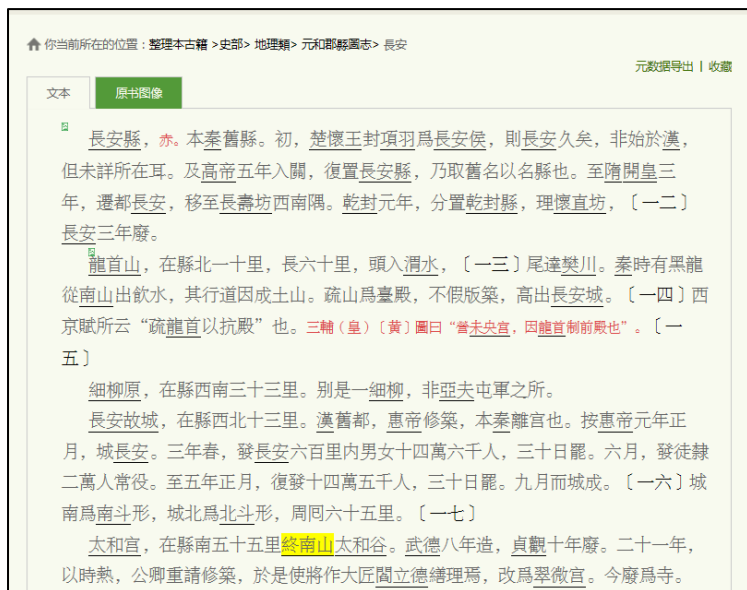 你当前所在的位置：整理本古籍 >史部> 地理類> 元和郡縣圖志> 長安
元数据导出 | 收藏
文本 原书图像
長安縣，赤。本秦舊縣。初，楚懷王封項羽爲長安侯，則長安久矣，非始於漢，
但未詳所在耳。及高帝五年入關，復置長安縣，乃取舊名以名縣也。至隋開皇三
年，遷都長安，移至長壽坊西南隅。乾封元年，分置乾封縣，理懷直坊，〔一二〕
長安三年廢。
龍首山，在縣北一十里，長六十里，頭入渭水，〔一三〕尾達樊川。秦時有黑龍
從南山出飲水，其行道因成土山。疏山爲臺殿，不假版築，高出長安城。〔一四〕西
京賦所云“疏龍首以抗殿”也。三輔（皇）〔黄〕圖曰“營未央宫，因龍首制前殿也”。〔一
五〕
細柳原，在縣西南三十三里。别是一細柳，非亞夫屯軍之所。
長安故城，在縣西北十三里。漢舊都，惠帝修築，本秦離宫也。按惠帝元年正
月，城長安。三年春，發長安六百里内男女十四萬六千人，三十日罷。六月，發徒隸
二萬人常役。至五年正月，復發十四萬五千人，三十日罷。九月而城成。〔一六〕城
南爲南斗形，城北爲北斗形，周囘六十五里。〔一七〕
太和宫，在縣南五十五里終南山太和谷。武德八年造，貞觀十年廢。二十一年，
以時熱，公卿重請修築，於是使將作大匠閻立德繕理焉，改爲翠微宫。今廢爲寺。